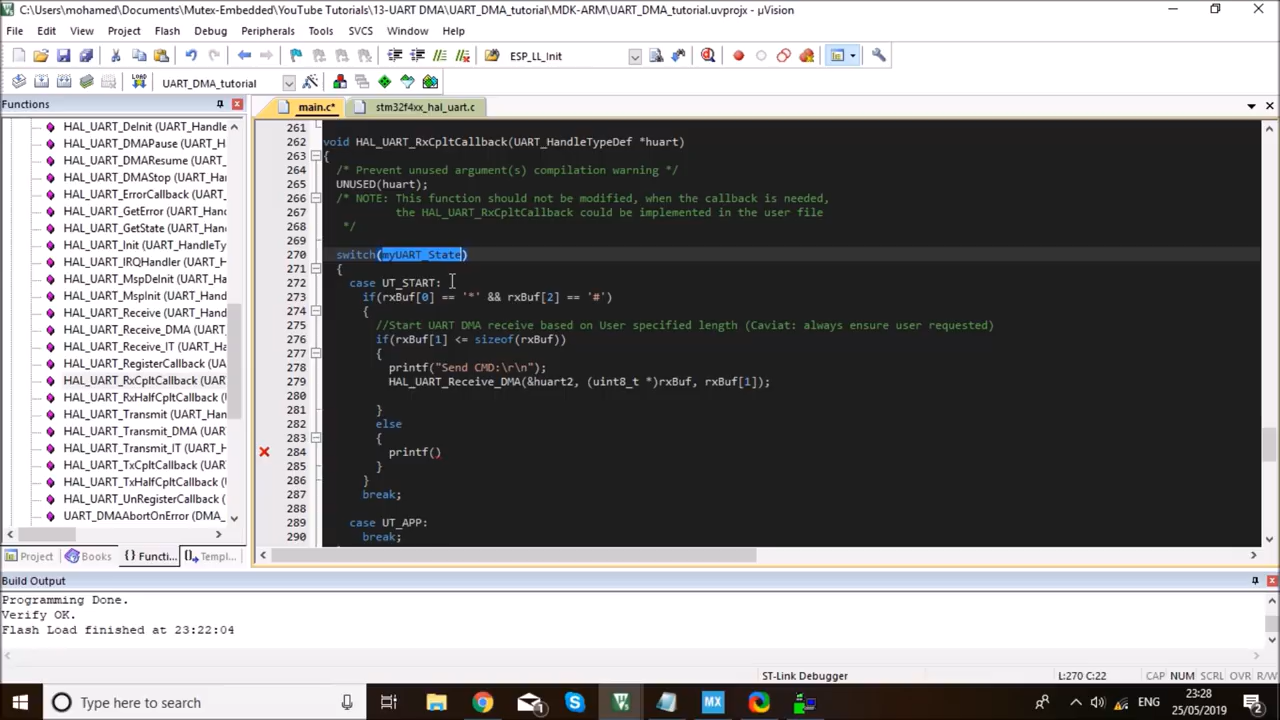 C:\Users\mohamed\Documents\Mutex-Embedded\YouTube Tutorials\13-UART DMA\UART_DMA_tutorial\MDK-ARM\UART_DMA_tutorial.uvprojx - µVision
File Edit View Project Flash Debug Peripherals Tools SVCS Window Help
ESP_LL_Init
LOAD UART_DMA_tutorial
Functions
main.c* stm32f4xx_hal_uart.c
HAL_UART_DeInit (UART_Handle
HAL_UART_DMAPause (UART_H
HAL_UART_DMAResume (UART_
HAL_UART_DMAStop (UART_Har
HAL_UART_ErrorCallback (UART_
HAL_UART_GetError (UART_Hand
HAL_UART_GetState (UART_Hand
HAL_UART_Init (UART_HandleTy
HAL_UART_IRQHandler (UART_H
HAL_UART_MspDeInit (UART_Ha
HAL_UART_MspInit (UART_Hand
HAL_UART_Receive (UART_Handl
HAL_UART_Receive_DMA (UART_
HAL_UART_Receive_IT (UART_Ha
HAL_UART_RegisterCallback (UAR
HAL_UART_RxCpltCallback (UART
HAL_UART_RxHalfCpltCallback (U
HAL_UART_Transmit (UART_Hand
HAL_UART_Transmit_DMA (UART
HAL_UART_Transmit_IT (UART_Ha
HAL_UART_TxCpltCallback (UART
HAL_UART_TxHalfCpltCallback (U
HAL_UART_UnRegisterCallback (U
UART_DMAAbortOnError (DMA_
261
262 void HAL_UART_RxCpltCallback(UART_HandleTypeDef *huart)
263 {
264 /* Prevent unused argument(s) compilation warning */
265 UNUSED(huart);
266 /* NOTE: This function should not be modified, when the callback is needed,
267 the HAL_UART_RxCpltCallback could be implemented in the user file
268 */
269
270 switch(myUART_State)
271 {
272 case UT_START:
273 if(rxBuf[0] == '*' && rxBuf[2] == '#')
274 {
275 //Start UART DMA receive based on User specified length (Caviat: always ensure user requested)
276 if(rxBuf[1] <= sizeof(rxBuf))
277 {
278 printf("Send CMD:\r\n");
279 HAL_UART_Receive_DMA(&huart2, (uint8_t *)rxBuf, rxBuf[1]);
280
281 }
282 else
283 {
284 printf()
285 }
286 }
287 break;
288
289 case UT_APP:
290 break;
Project Books {} Functi... Templ...
Build Output
Programming Done.
Verify OK.
Flash Load finished at 23:22:04
ST-Link Debugger L:270 C:22 CAP NUM SCRL OVR R/W
Type here to search
MX
ENG
23:28
25/05/2019